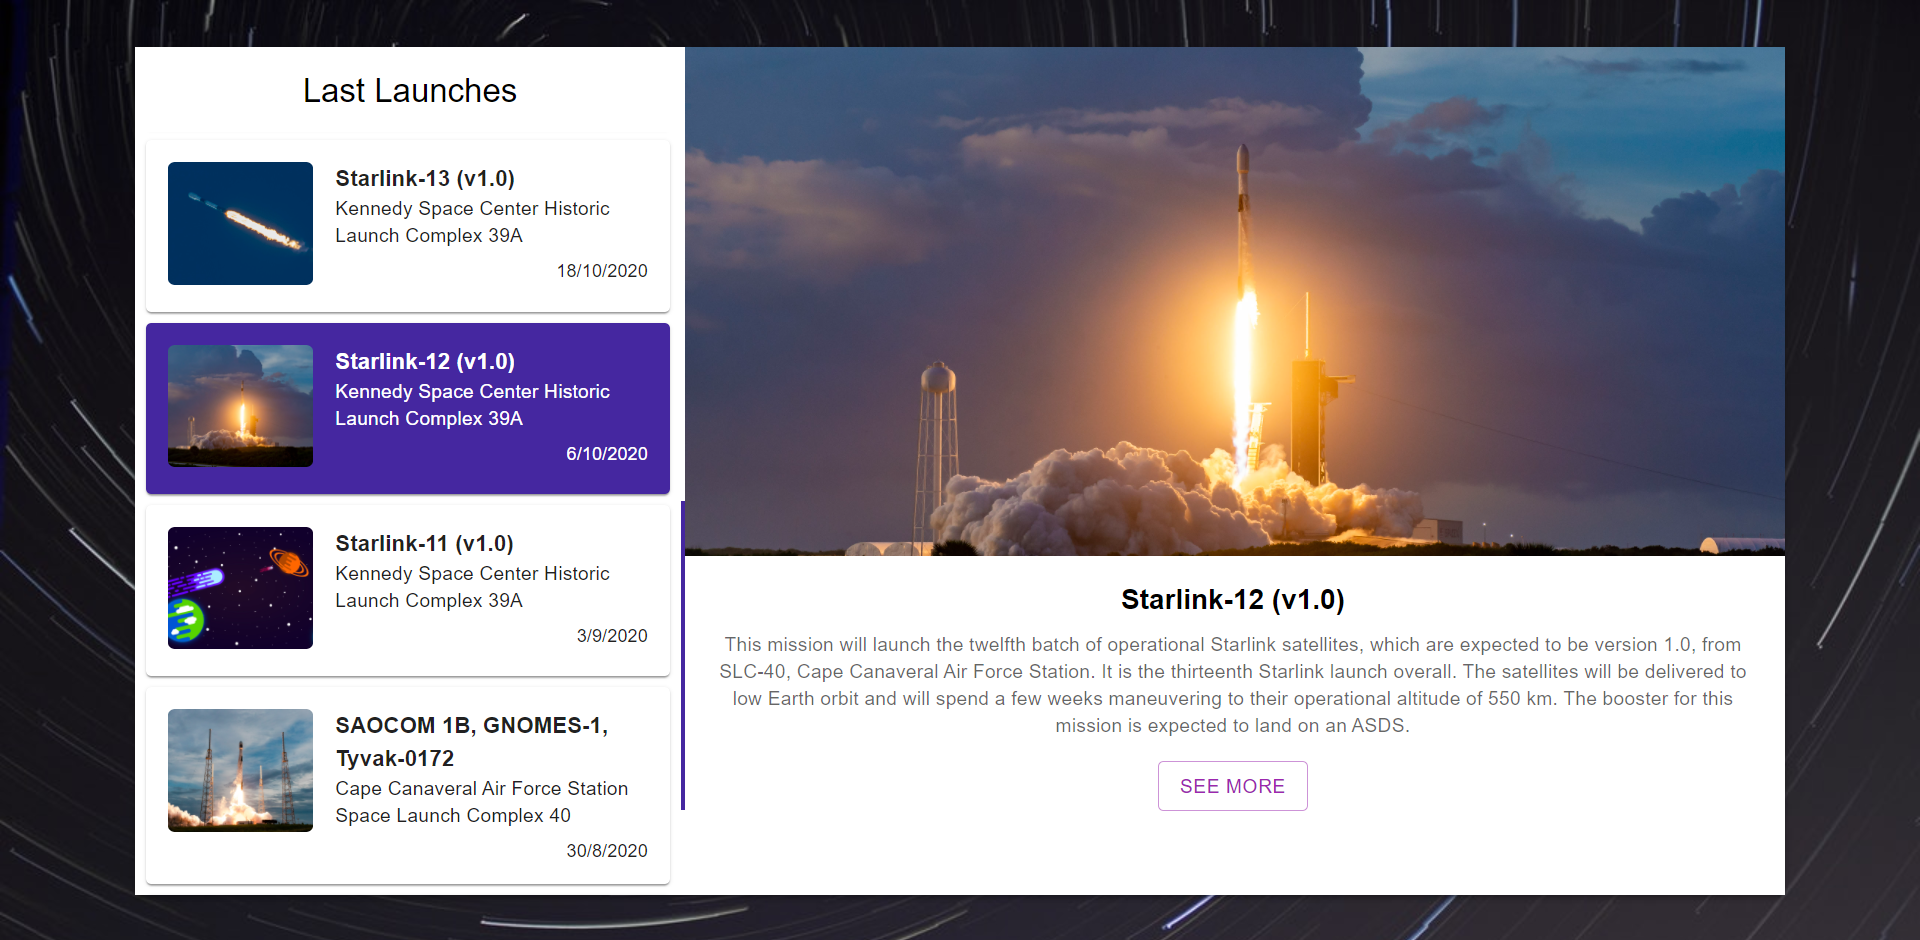 Last Launches
Starlink-13 (v1.0)
Kennedy Space Center Historic
Launch Complex 39A
18/10/2020
Starlink-12 (v1.0)
Kennedy Space Center Historic
Launch Complex 39A
6/10/2020
Starlink-11 (v1.0)
Kennedy Space Center Historic
Launch Complex 39A
3/9/2020
SAOCOM 1B, GNOMES-1,
Tyvak-0172
Cape Canaveral Air Force Station
Space Launch Complex 40
30/8/2020
Starlink-12 (v1.0)
This mission will launch the twelfth batch of operational Starlink satellites, which are expected to be version 1.0, from
SLC-40, Cape Canaveral Air Force Station. It is the thirteenth Starlink launch overall. The satellites will be delivered to
low Earth orbit and will spend a few weeks maneuvering to their operational altitude of 550 km. The booster for this
mission is expected to land on an ASDS.
SEE MORE